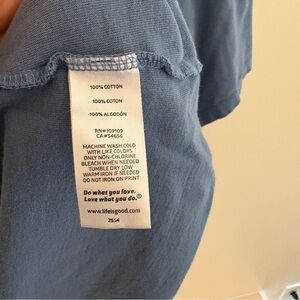 100% COTTON
100% COTON
100% ALGODÓN
RN#109109
CA#54656
MACHINE WASH COLD
WITH LIKE COLORS
ONLY NON-CHLORINE
BLEACH WHEN NEEDED
TUMBLE DRY LOW
WARM IRON IF NEEDED
DO NOT IRON ON PRINT
Do what you love.
Love what you do.®
www.lifeisgood.com
2554